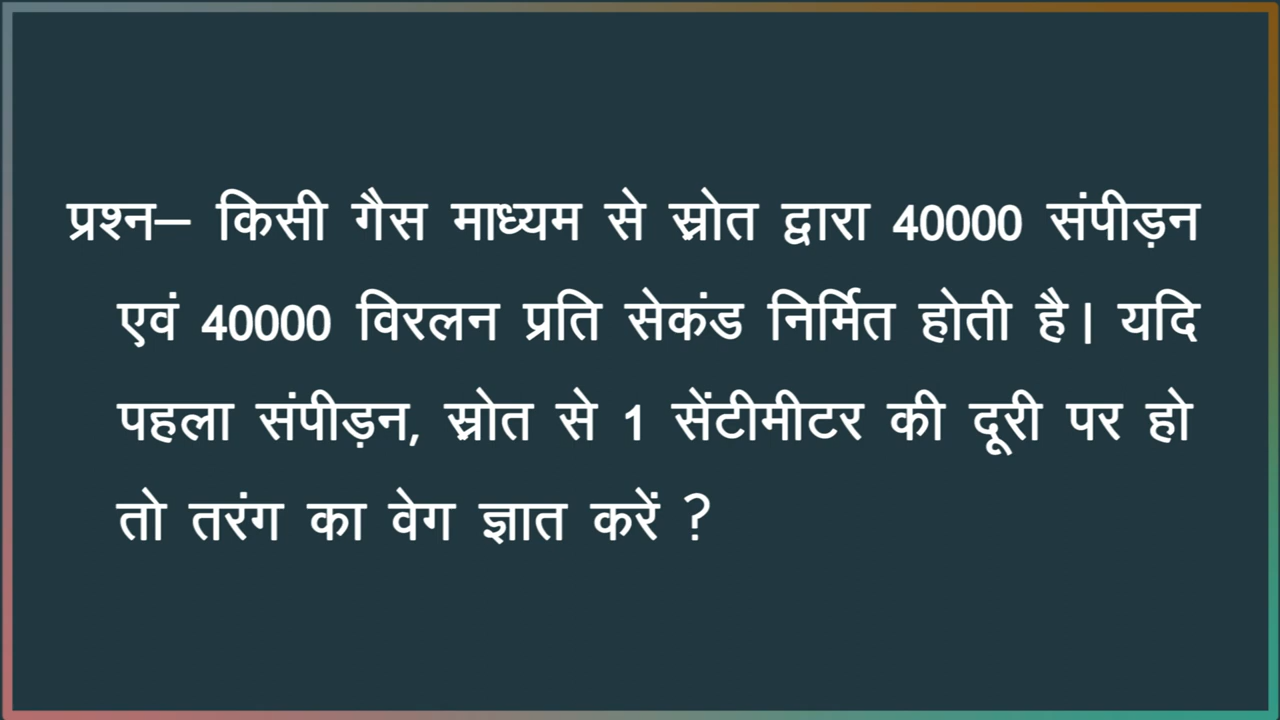 प्रश्न– किसी गैस माध्यम से स्रोत द्वारा 40000 संपीड़न
एवं 40000 विरलन प्रति सेकंड निर्मित होती है। यदि
पहला संपीड़न, स्रोत से 1 सेंटीमीटर की दूरी पर हो
तो तरंग का वेग ज्ञात करें ?